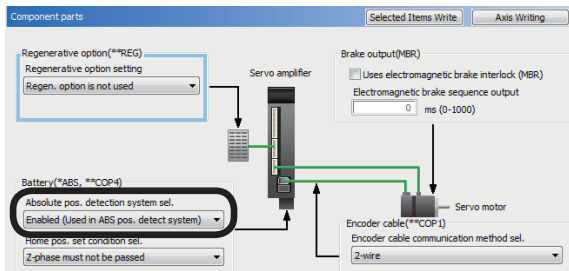 Component parts
Selected Items Write
Axis Writing
Regenerative option(**REG)
Regenerative option setting
Regen. option is not used
Servo amplifier
Brake output(MBR)
Uses electromagnetic brake interlock (MBR)
Electromagnetic brake sequence output
0 ms (0-1000)
Battery(*ABS, **COP4)
Absolute pos. detection system sel.
Enabled (Used in ABS pos. detect system)
Home pos. set condition sel.
Z-phase must not be passed
Servo motor
Encoder cable(**COP1)
Encoder cable communication method sel.
2-wire